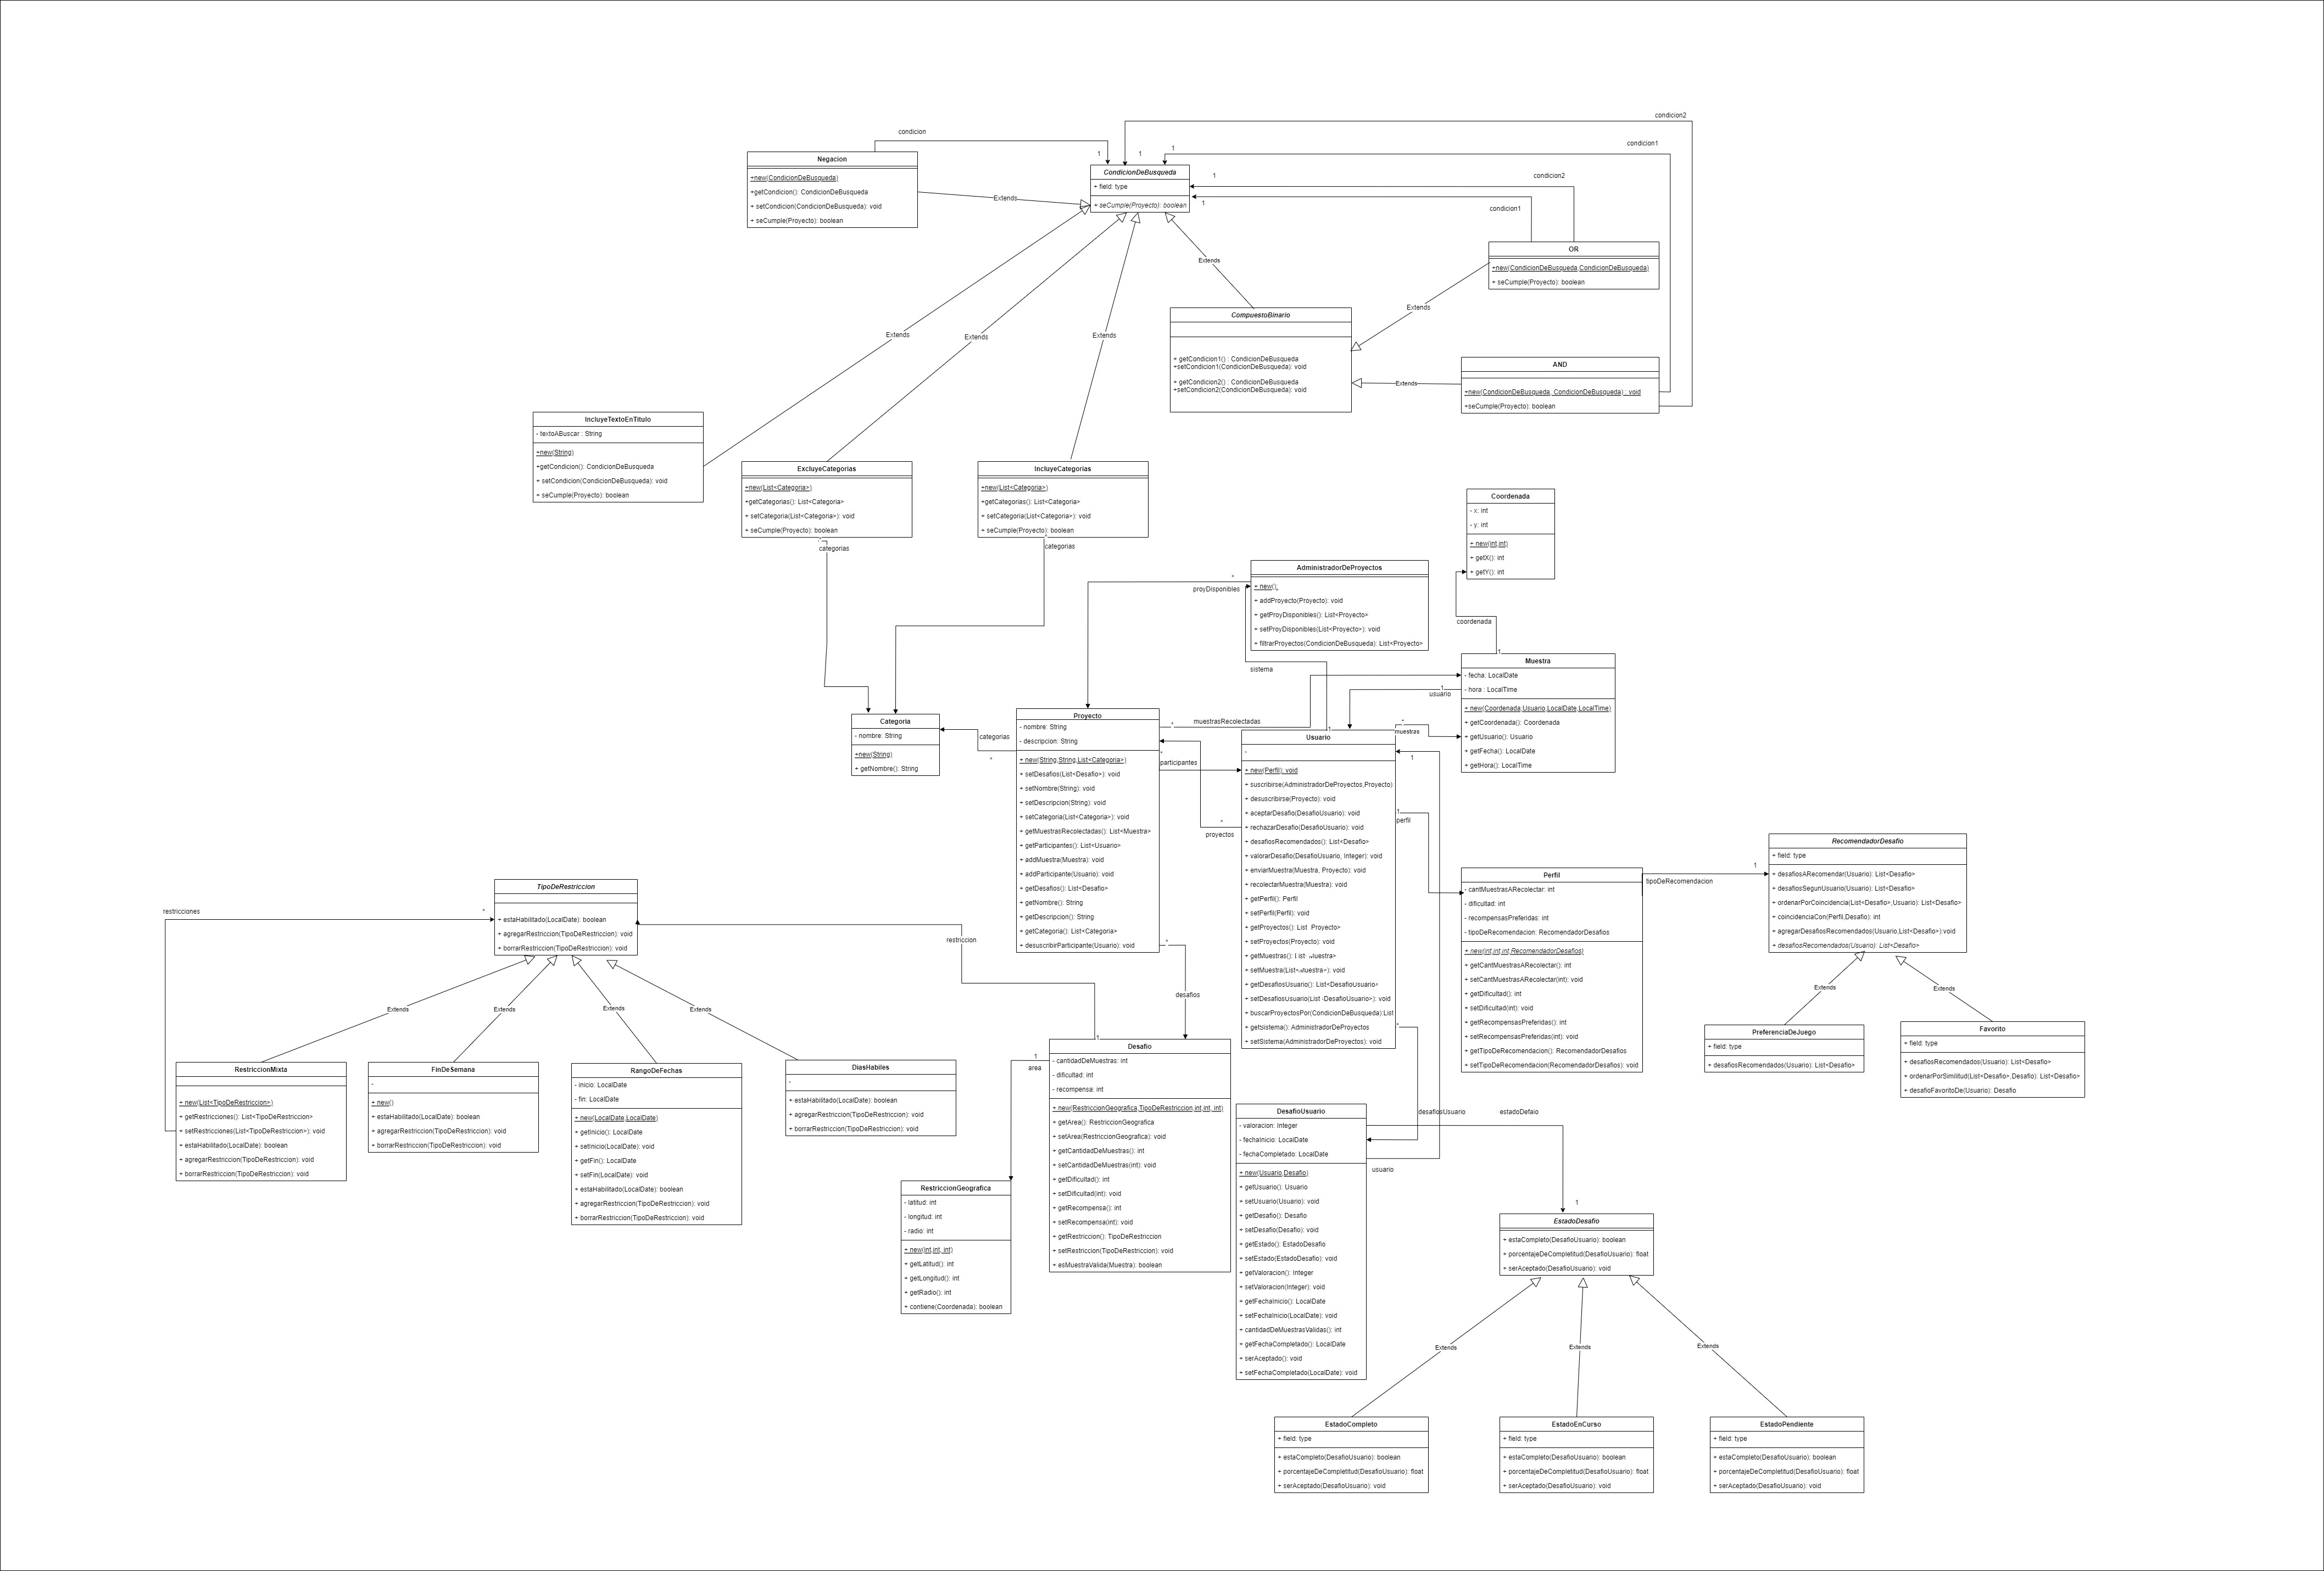 condicion2
condicion
condicion1
1
1
1
Negacion
+new(CondicionDeBusqueda)
+getCondicion(): CondicionDeBusqueda
+ setCondicion(CondicionDeBusqueda): void
+ seCumple(Proyecto): boolean
CondicionDeBusqueda
+ field: type
+ seCumple(Proyecto): boolean
1
condicion2
1
condicion1
Extends
OR
+new(CondicionDeBusqueda,CondicionDeBusqueda)
+ seCumple(Proyecto): boolean
Extends
Extends
CompuestoBinario
+ getCondicion1() : CondicionDeBusqueda
+setCondicion1(CondicionDeBusqueda): void
+ getCondicion2() : CondicionDeBusqueda
+setCondicion2(CondicionDeBusqueda): void
Extends
Extends
Extends
Extends
AND
+new(CondicionDeBusqueda, CondicionDeBusqueda) : void
+seCumple(Proyecto): boolean
IncluyeTextoEnTitulo
- textoABuscar : String
+new(String)
+getCondicion(): CondicionDeBusqueda
+ setCondicion(CondicionDeBusqueda): void
+ seCumple(Proyecto): boolean
ExcluyeCategorias
+new(List<Categoria>)
+getCategorias(): List<Categoria>
+ setCategoria(List<Categoria>): void
+ seCumple(Proyecto): boolean
*
categorias
IncluyeCategorias
+new(List<Categoria>)
+getCategorias(): List<Categoria>
+ setCategoria(List<Categoria>): void
+ seCumple(Proyecto): boolean
*
categorias
Coordenada
- x: int
- y: int
+ new(int,int)
+ getX(): int
+ getY(): int
coordenada
1
AdministradorDeProyectos
+ new():
+ addProyecto(Proyecto): void
+ getProyDisponibles(): List<Proyecto>
+ setProyDisponibles(List<Proyecto>): void
+ filtrarProyectos(CondicionDeBusqueda): List<Proyecto>
*
proyDisponibles
sistema
Muestra
- fecha: LocalDate
- hora : LocalTime
+ new(Coordenada,Usuario,LocalDate,LocalTime)
+ getCoordenada(): Coordenada
+ getUsuario(): Usuario
+ getFecha(): LocalDate
+ getHora(): LocalTime
1
usuario
*
muestras
Categoria
- nombre: String
+new(String)
+ getNombre(): String
categorias
*
Proyecto
- nombre: String
- descripcion: String
+ new(String,String,List<Categoria>)
+ setDesafios(List<Desafio>): void
+ setNombre(String): void
+ setDescripcion(String): void
+ setCategoria(List<Categoria>): void
+ getMuestrasRecolectadas(): List<Muestra>
+ getParticipantes(): List<Usuario>
+ addMuestra(Muestra): void
+ addParticipante(Usuario): void
+ getDesafios(): List<Desafio>
+ getNombre(): String
+ getDescripcion(): String
+ getCategoria(): List<Categoria>
+ desuscribirParticipante(Usuario): void
*
muestrasRecolectadas
*
participantes
*
proyectos
*
desafios
1
Usuario
-
+ new(Perfil): void
+ suscribirse(AdministradorDeProyectos,Proyecto)
+ desuscribirse(Proyecto): void
+ aceptarDesafio(DesafioUsuario): void
+ rechazarDesafio(DesafioUsuario): void
+ desafiosRecomendados(): List<Desafio>
+ valorarDesafio(DesafioUsuario, Integer): void
+ enviarMuestra(Muestra, Proyecto): void
+ recolectarMuestra(Muestra): void
+ getPerfil(): Perfil
+ setPerfil(Perfil): void
+ getProyectos(): List Proyecto>
+ setProyectos(Proyecto): void
+ getMuestras():
+ setMuestra(List<
+ getDesafiosUsuario(): List<DesafioUsuario>
+ setDesafiosUsuario(List DesafioUsuario>): void
+ buscarProyectosPor(CondicionDeBusqueda):List
+ getSistema(): AdministradorDeProyectos
+ setSistema(AdministradorDeProyectos): void
1
1
perfil
*
desafiosUsuario
Perfil
- cantMuestrasARecolectar: int
- dificultad: int
- recompensasPreferidas: int
- tipoDeRecomendacion: RecomendadorDesafios
+ new(int,int,int,RecomendadorDesafios)
+ getCantMuestrasARecolectar(): int
+ setCantMuestrasARecolectar(int): void
+ getDificultad(): int
+ setDificultad(int): void
+ getRecompensasPreferidas(): int
+ setRecompensasPreferidas(int): void
+ getTipoDeRecomendacion(): RecomendadorDesafios
+ setTipoDeRecomendacion(RecomendadorDesafios): void
1
tipoDeRecomendacion
RecomendadorDesafio
+ field: type
+ desafiosARecomendar(Usuario): List<Desafio>
+ desafiosSegunUsuario(Usuario): List<Desafio>
+ ordenarPorCoincidencia(List<Desafio>,Usuario): List<Desafio>
+ coincidenciaCon(Perfil,Desafio): int
+ agregarDesafiosRecomendados(Usuario,List<Desafio>):void
+ desafiosRecomendados(Usuario): List<Desafio>
Extends
Extends
PreferenciaDeJuego
+ field: type
+ desafiosRecomendados(Usuario): List<Desafio>
Favorito
+ field: type
+ desafiosRecomendados(Usuario): List<Desafio>
+ ordenarPorSimilitud(List<Desafio>,Desafio): List<Desafio>
+ desafioFavoritoDe(Usuario): Desafio
TipoDeRestriccion
+ estaHabilitado(LocalDate): boolean
+ agregarRestriccion(TipoDeRestriccion): void
+ borrarRestriccion(TipoDeRestriccion): void
restricciones
*
restriccion
Extends
Extends
Extends
Extends
RestriccionMixta
+ new(List<TipoDeRestriccion>)
+ getRestricciones(): List<TipoDeRestriccion>
+ setRestricciones(List<TipoDeRestriccion>): void
+ estaHabilitado(LocalDate): boolean
+ agregarRestriccion(TipoDeRestriccion): void
+ borrarRestriccion(TipoDeRestriccion): void
FinDeSemana
-
+ new()
+ estaHabilitado(LocalDate): boolean
+ agregarRestriccion(TipoDeRestriccion): void
+ borrarRestriccion(TipoDeRestriccion): void
RangoDeFechas
- inicio: LocalDate
- fin: LocalDate
+ new(LocalDate,LocalDate)
+ getInicio(): LocalDate
+ setInicio(LocalDate): void
+ getFin(): LocalDate
+ setFin(LocalDate): void
+ estaHabilitado(LocalDate): boolean
+ agregarRestriccion(TipoDeRestriccion): void
+ borrarRestriccion(TipoDeRestriccion): void
DiasHabiles
-
+ estaHabilitado(LocalDate): boolean
+ agregarRestriccion(TipoDeRestriccion): void
+ borrarRestriccion(TipoDeRestriccion): void
1
area
1
Desafio
- cantidadDeMuestras: int
- dificultad: int
- recompensa: int
+ new(RestriccionGeografica,TipoDeRestriccion,int,int, int)
+ getArea(): RestriccionGeografica
+ setArea(RestriccionGeografica): void
+ getCantidadDeMuestras(): int
+ setCantidadDeMuestras(int): void
+ getDificultad(): int
+ setDificultad(int): void
+ getRecompensa(): int
+ setRecompensa(int): void
+ getRestriccion(): TipoDeRestriccion
+ setRestriccion(TipoDeRestriccion): void
+ esMuestraValida(Muestra): boolean
RestriccionGeografica
- latitud: int
- longitud: int
- radio: int
+ new(int,int, int)
+ getLatitud(): int
+ getLongitud(): int
+ getRadio(): int
+ contiene(Coordenada): boolean
DesafioUsuario
- valoracion: Integer
- fechaInicio: LocalDate
- fechaCompletado: LocalDate
+ new(Usuario,Desafio)
+ getUsuario(): Usuario
+ setUsuario(Usuario): void
+ getDesafio(): Desafio
+ setDesafio(Desafio): void
+ getEstado(): EstadoDesafio
+ setEstado(EstadoDesafio): void
+ getValoracion(): Integer
+ setValoracion(Integer): void
+ getFechaInicio(): LocalDate
+ setFechaInicio(LocalDate): void
+ cantidadDeMuestrasValidas(): int
+ getFechaCompletado(): LocalDate
+ serAceptado(): void
+ setFechaCompletado(LocalDate): void
estadoDefaio
usuario
1
EstadoDesafio
+ estaCompleto(DesafioUsuario): boolean
+ porcentajeDeCompletitud(DesafioUsuario): float
+ serAceptado(DesafioUsuario): void
Extends
Extends
Extends
EstadoCompleto
+ field: type
+ estaCompleto(DesafioUsuario): boolean
+ porcentajeDeCompletitud(DesafioUsuario): float
+ serAceptado(DesafioUsuario): void
EstadoEnCurso
+ field: type
+ estaCompleto(DesafioUsuario): boolean
+ porcentajeDeCompletitud(DesafioUsuario): float
+ serAceptado(DesafioUsuario): void
EstadoPendiente
+ field: type
+ estaCompleto(DesafioUsuario): boolean
+ porcentajeDeCompletitud(DesafioUsuario): float
+ serAceptado(DesafioUsuario): void